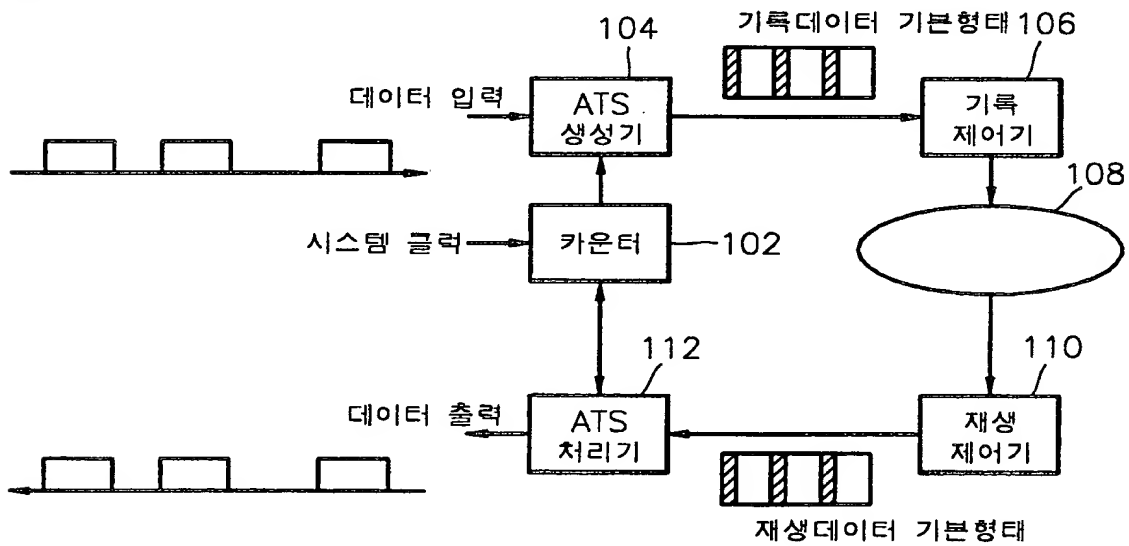 기록데이터 기본형태
106
104
데이터 입력
ATS
생성기
기록
제어기
108
시스템 클럭
카운터
102
112
110
데이터 출력
ATS
처리기
재생
제어기
재생데이터 기본형태